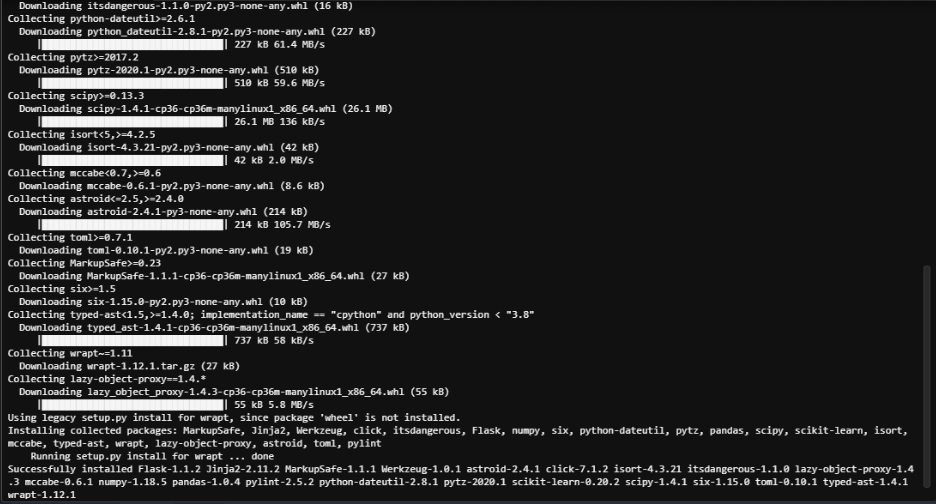 Downloading itsdangerous-1.1.0-py2.py3-none-any.whl (16 kB)
Collecting python-dateutil>=2.6.1
Downloading python_dateutil-2.8.1-py2.py3-none-any.whl (227 kB)
|████████████████████████████████| 227 kB 61.4 MB/s
Collecting pytz>=2017.2
Downloading pytz-2020.1-py2.py3-none-any.whl (510 kB)
|████████████████████████████████| 510 kB 59.6 MB/s
Collecting scipy>=0.13.3
Downloading scipy-1.4.1-cp36-cp36m-manylinux1_x86_64.whl (26.1 MB)
|████████████████████████████████| 26.1 MB 136 kB/s
Collecting isort<5,>=4.2.5
Downloading isort-4.3.21-py2.py3-none-any.whl (42 kB)
|████████████████████████████████| 42 kB 2.0 MB/s
Collecting mccabe<0.7,>=0.6
Downloading mccabe-0.6.1-py2.py3-none-any.whl (8.6 kB)
Collecting astroid<=2.5,>=2.4.0
Downloading astroid-2.4.1-py3-none-any.whl (214 kB)
|████████████████████████████████| 214 kB 105.7 MB/s
Collecting toml>=0.7.1
Downloading toml-0.10.1-py2.py3-none-any.whl (19 kB)
Collecting MarkupSafe>=0.23
Downloading MarkupSafe-1.1.1-cp36-cp36m-manylinux1_x86_64.whl (27 kB)
Collecting six>=1.5
Downloading six-1.15.0-py2.py3-none-any.whl (10 kB)
Collecting typed-ast<1.5,>=1.4.0; implementation_name == "cpython" and python_version < "3.8"
Downloading typed_ast-1.4.1-cp36-cp36m-manylinux1_x86_64.whl (737 kB)
|████████████████████████████████| 737 kB 58 kB/s
Collecting wrapt~=1.11
Downloading wrapt-1.12.1.tar.gz (27 kB)
Collecting lazy-object-proxy==1.4.*
Downloading lazy_object_proxy-1.4.3-cp36-cp36m-manylinux1_x86_64.whl (55 kB)
|████████████████████████████████| 55 kB 5.8 MB/s
Using legacy setup.py install for wrapt, since package 'wheel' is not installed.
Installing collected packages: MarkupSafe, Jinja2, Werkzeug, click, itsdangerous, Flask, numpy, six, python-dateutil, pytz, pandas, scipy, scikit-learn, isort,
mccabe, typed-ast, wrapt, lazy-object-proxy, astroid, toml, pylint
Running setup.py install for wrapt ... done
Successfully installed Flask-1.1.2 Jinja2-2.11.2 MarkupSafe-1.1.1 Werkzeug-1.0.1 astroid-2.4.1 click-7.1.2 isort-4.3.21 itsdangerous-1.1.0 lazy-object-proxy-1.4
.3 mccabe-0.6.1 numpy-1.18.5 pandas-1.0.4 pylint-2.5.2 python-dateutil-2.8.1 pytz-2020.1 scikit-learn-0.20.2 scipy-1.4.1 six-1.15.0 toml-0.10.1 typed-ast-1.4.1
wrapt-1.12.1